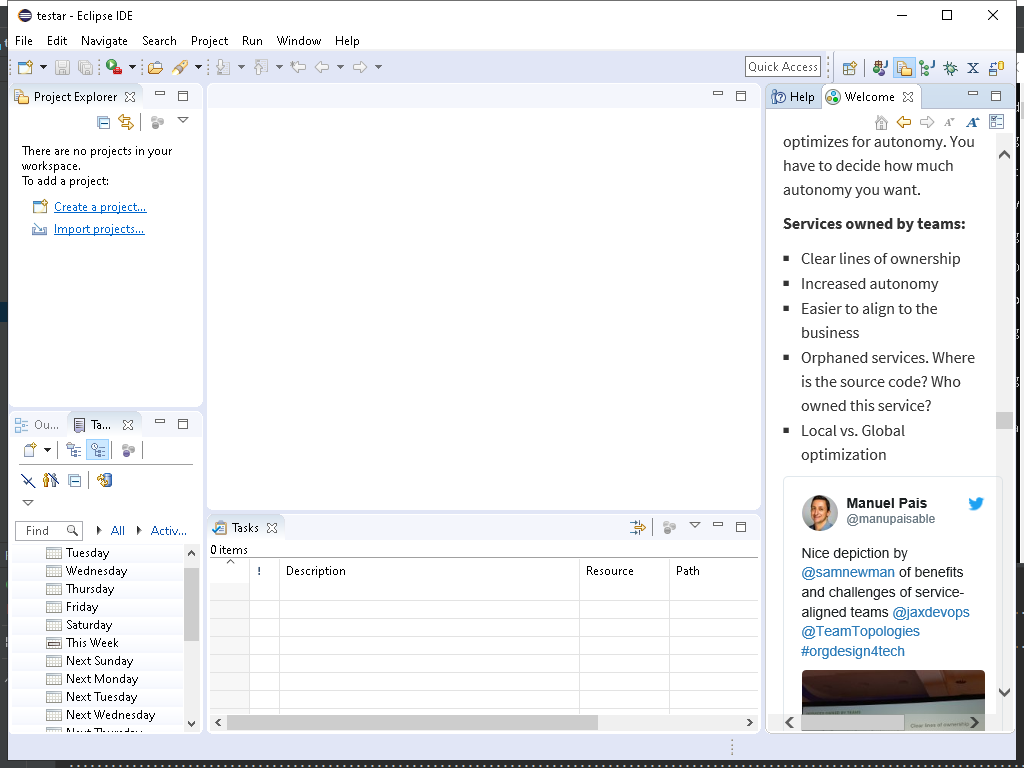 testar - Eclipse IDE
File Edit Navigate Search Project Run Window Help
Quick Access
Project Explorer
There are no projects in your
workspace.
To add a project:
Create a project...
Import projects...
Help Welcome
optimizes for autonomy. You
have to decide how much
autonomy you want.
Services owned by teams:
Clear lines of ownership
Increased autonomy
Easier to align to the
business
Orphaned services. Where
is the source code? Who
owned this service?
Local vs. Global
optimization
Manuel Pais
@manupaisable
Nice depiction by
@samnewman of benefits
and challenges of service-
aligned teams @jaxdevops
@TeamTopologies
#orgdesign4tech
Clear lines of ownership
Ou... Ta...
Find All Activ...
Tuesday
Wednesday
Thursday
Friday
Saturday
This Week
Next Sunday
Next Monday
Next Tuesday
Next Wednesday
Next Thursday
Tasks
0 items
! Description Resource Path